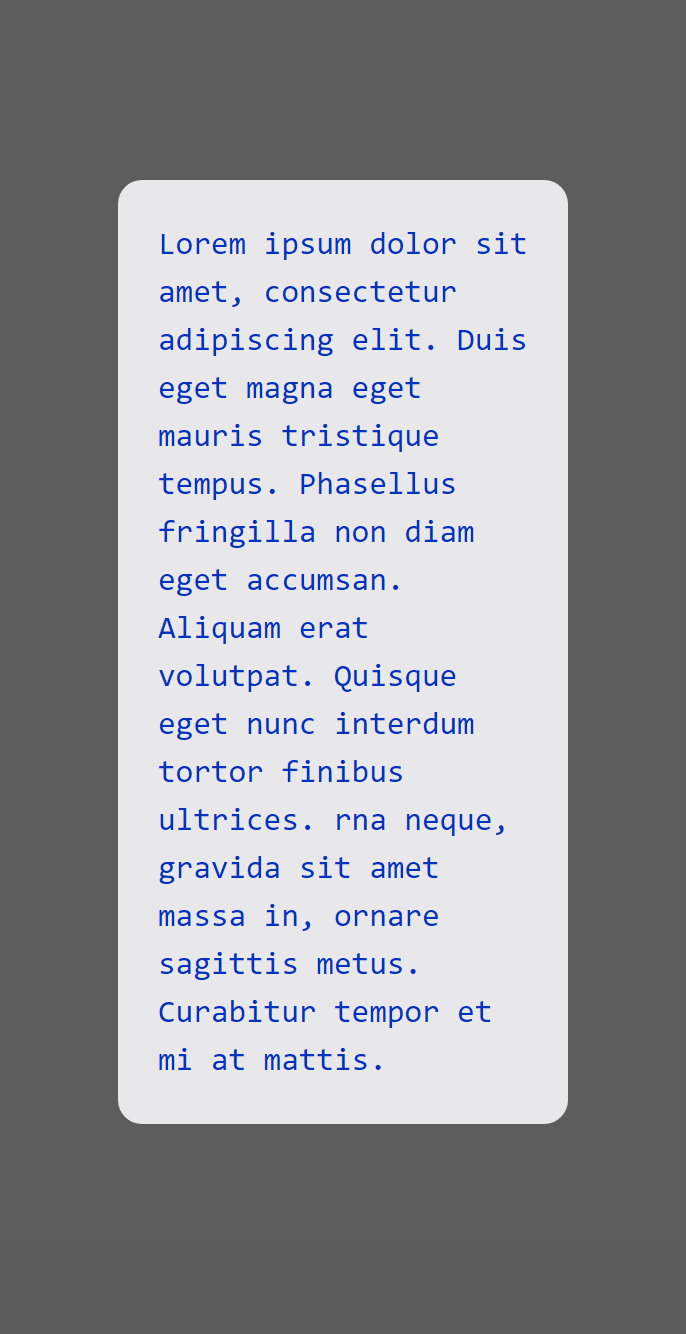 Lorem ipsum dolor sit
amet, consectetur
adipiscing elit. Duis
eget magna eget
mauris tristique
tempus. Phasellus
fringilla non diam
eget accumsan.
Aliquam erat
volutpat. Quisque
eget nunc interdum
tortor finibus
ultrices. rna neque,
gravida sit amet
massa in, ornare
sagittis metus.
Curabitur tempor et
mi at mattis.